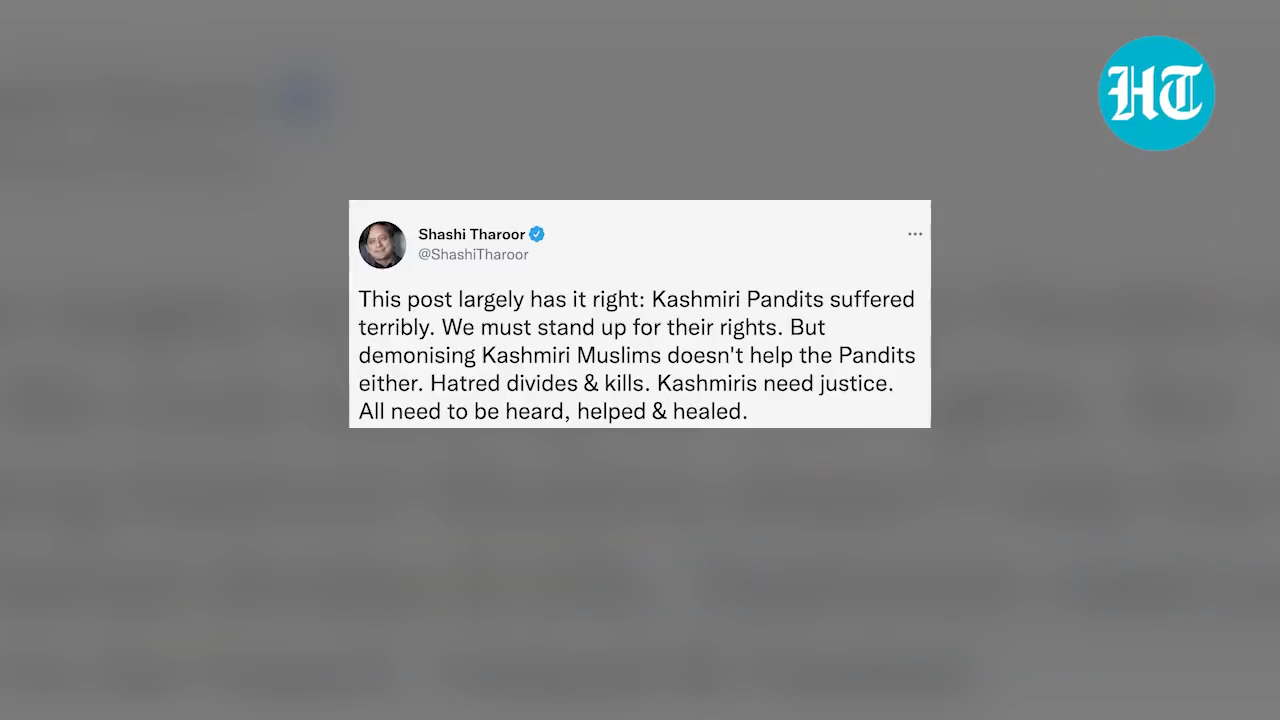 HT
Shashi Tharoor
@ShashiTharoor
This post largely has it right: Kashmiri Pandits suffered
terribly. We must stand up for their rights. But
demonising Kashmiri Muslims doesn't help the Pandits
either. Hatred divides & kills. Kashmiris need justice.
All need to be heard, helped & healed.